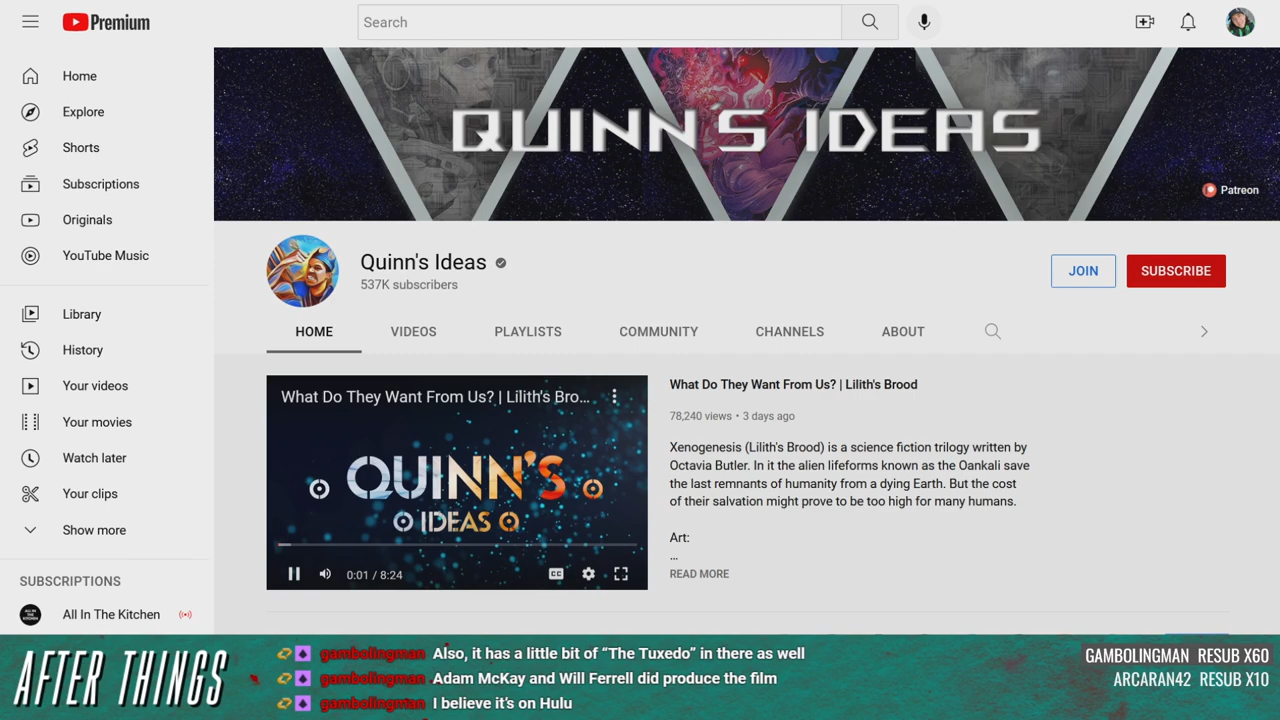 Premium
Search
Home
Explore
Shorts
Subscriptions
Originals
YouTube Music
Library
History
Your videos
Your movies
Watch later
Your clips
Show more
SUBSCRIPTIONS
All In The Kitchen
QUINN'S IDEAS
Patreon
Quinn's Ideas
537K subscribers
JOIN
SUBSCRIBE
HOME VIDEOS PLAYLISTS COMMUNITY CHANNELS ABOUT
What Do They Want From Us? | Lilith's Bro...
QUINN'S
IDEAS
0:01 / 8:24
CC
What Do They Want From Us? | Lilith's Brood
78,240 views • 3 days ago
Xenogenesis (Lilith's Brood) is a science fiction trilogy written by
Octavia Butler. In it the alien lifeforms known as the Oankali save
the last remnants of humanity from a dying Earth. But the cost
of their salvation might prove to be too high for many humans.
Art:
...
READ MORE
AFTER THINGS
gambolingman Also, it has a little bit of “The Tuxedo” in there as well
gambolingman Adam McKay and Will Ferrell did produce the film
gambolingman I believe it’s on Hulu
GAMBOLINGMAN RESUB X60
ARCARAN42 RESUB X10